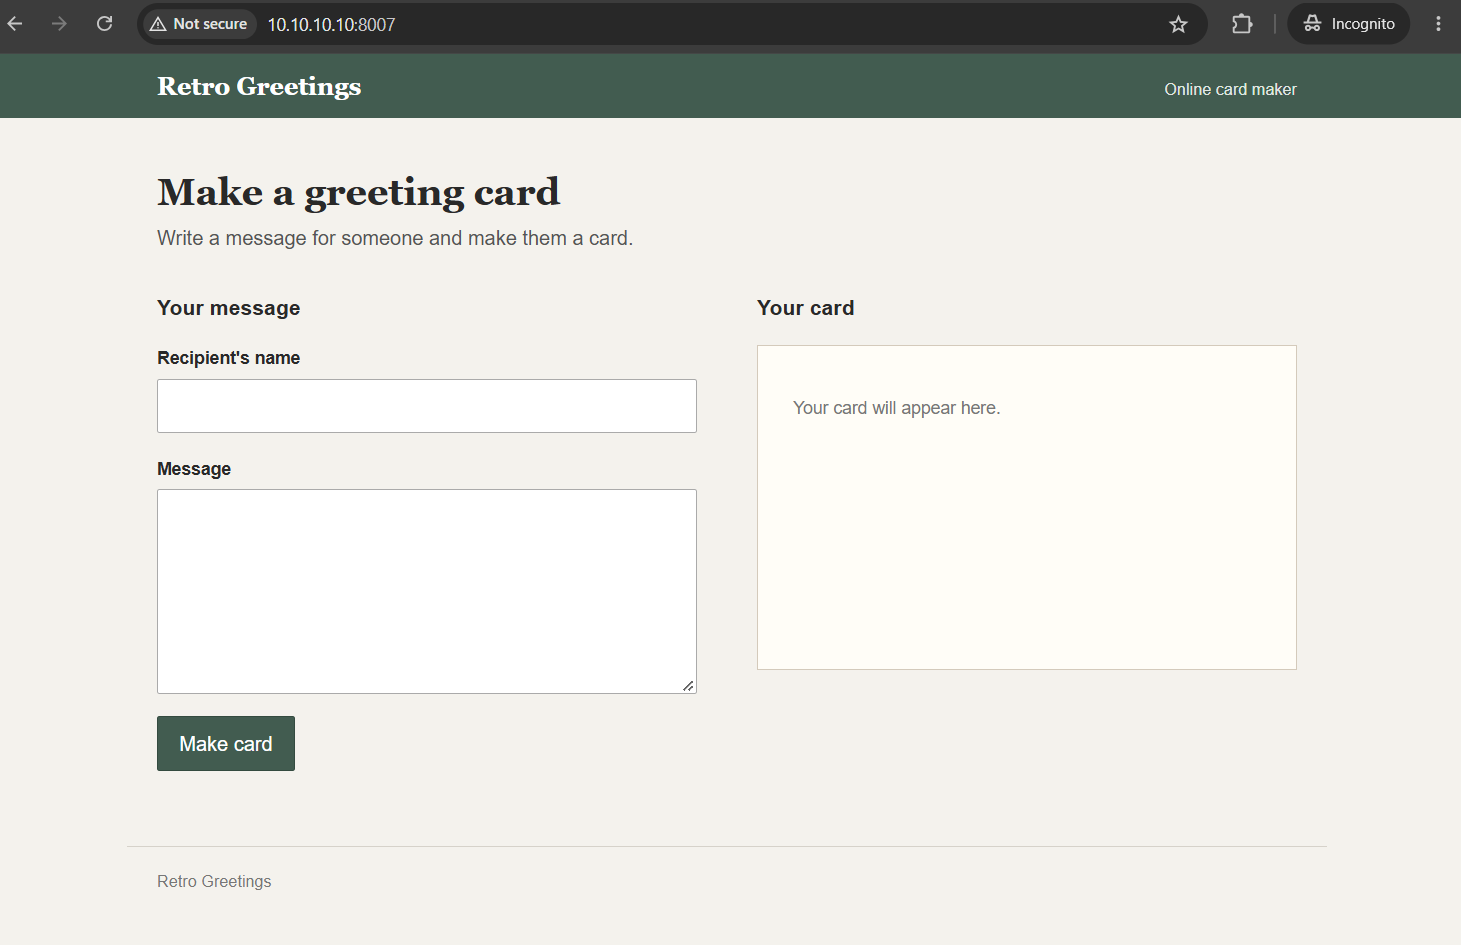 Not secure 10.10.10.10:8007 Incognito
Retro Greetings Online card maker
Make a greeting card
Write a message for someone and make them a card.
Your message
Recipient's name
Message
Make card
Your card
Your card will appear here.
Retro Greetings